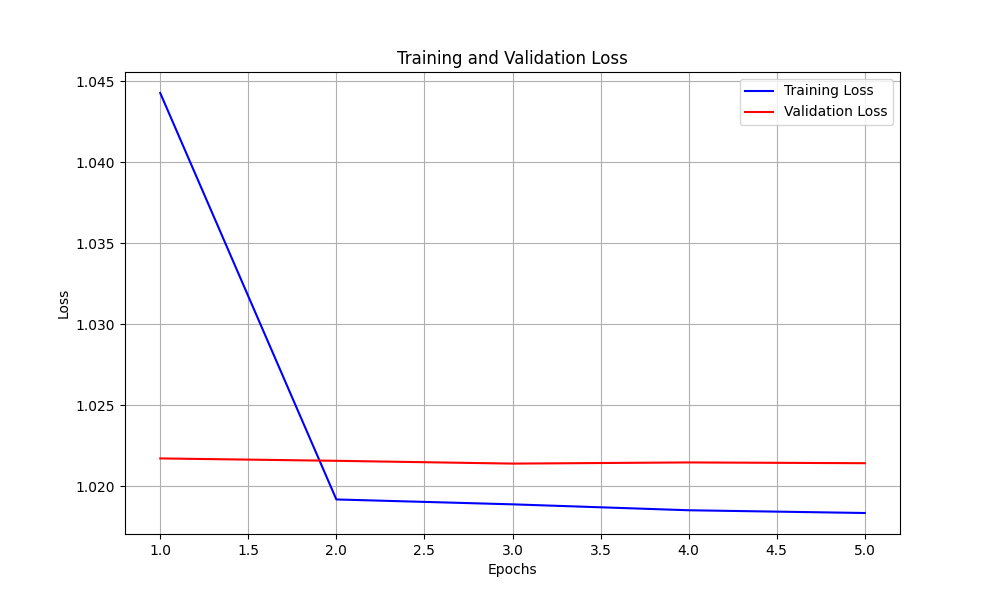 Training and Validation Loss
Training Loss
Validation Loss
Loss
1.045
1.040
1.035
1.030
1.025
1.020
1.0 1.5 2.0 2.5 3.0 3.5 4.0 4.5 5.0
Epochs